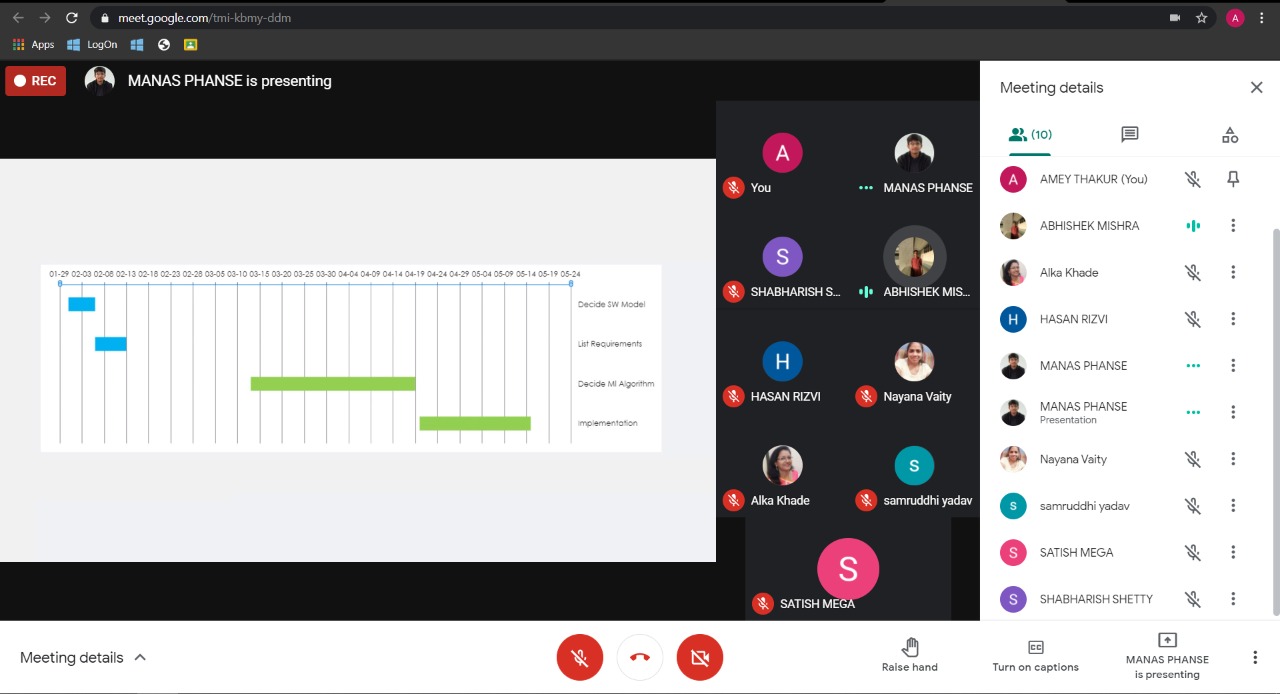 meet.google.com/tmi-kbmy-ddm
A
Apps
LogOn
REC
MANAS PHANSE is presenting
01-29 02-03 02-08 02-13 02-18 02-23 02-28 03-05 03-10 03-15 03-20 03-25 03-30 04-04 04-09 04-14 04-19 04-24 04-29 05-04 05-09 05-14 05-19 05-24
Decide SW Model
List Requirements
Decide Ml Algorithm
Implementation
A
You
MANAS PHANSE
S
SHABHARISH S...
ABHISHEK MIS...
H
HASAN RIZVI
Nayana Vaity
Alka Khade
s
samruddhi yadav
S
SATISH MEGA
Meeting details
(10)
A AMEY THAKUR (You)
ABHISHEK MISHRA
Alka Khade
H HASAN RIZVI
MANAS PHANSE
MANAS PHANSE
Presentation
Nayana Vaity
s samruddhi yadav
S SATISH MEGA
S SHABHARISH SHETTY
Meeting details
Raise hand
Turn on captions
MANAS PHANSE
is presenting